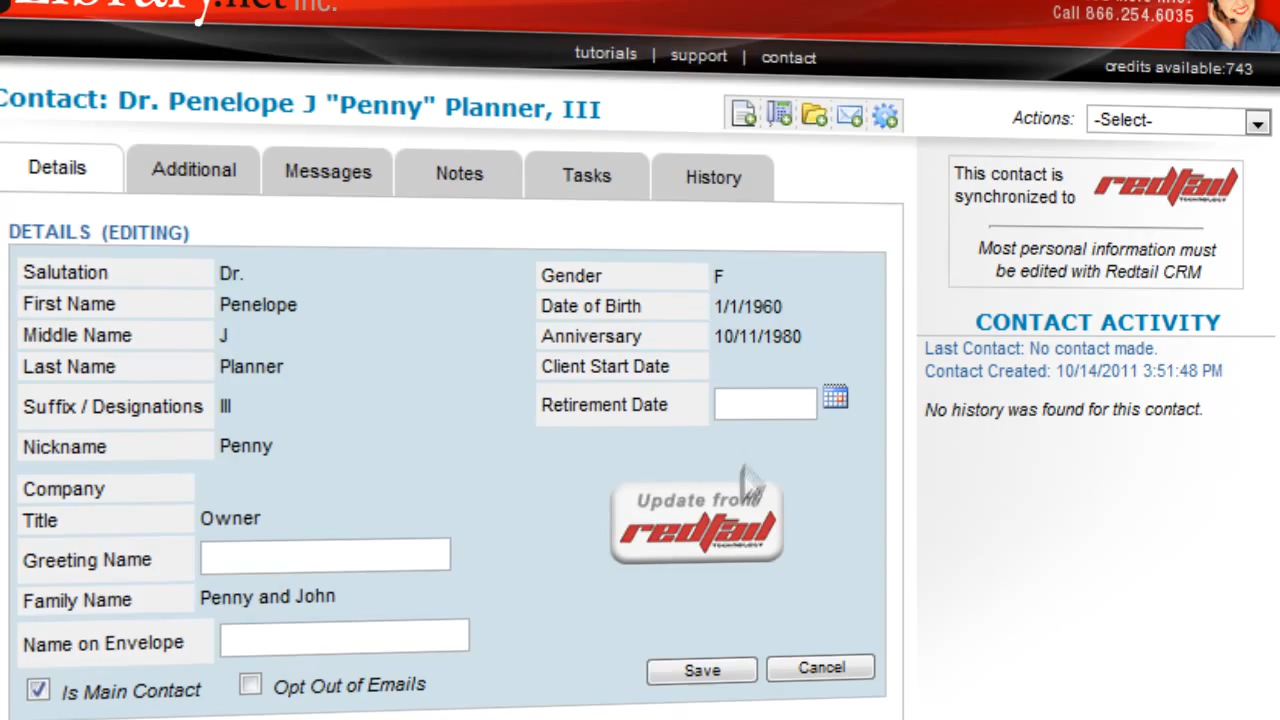 Library.net Inc.
Call 866.254.6035
tutorials | support | contact
credits available:743
Contact: Dr. Penelope J "Penny" Planner, III
Actions: -Select-
Details Additional Messages Notes Tasks History
This contact is
synchronized to
redtail
TECHNOLOGY
Most personal information must
be edited with Redtail CRM
DETAILS (EDITING)
Salutation Dr.
First Name Penelope
Middle Name J
Last Name Planner
Suffix / Designations III
Nickname Penny
Gender F
Date of Birth 1/1/1960
Anniversary 10/11/1980
Client Start Date
Retirement Date
CONTACT ACTIVITY
Last Contact: No contact made.
Contact Created: 10/14/2011 3:51:48 PM
No history was found for this contact.
Company
Title Owner
Greeting Name
Family Name Penny and John
Name on Envelope
Is Main Contact Opt Out of Emails
Update from
redtail
TECHNOLOGY
Save Cancel